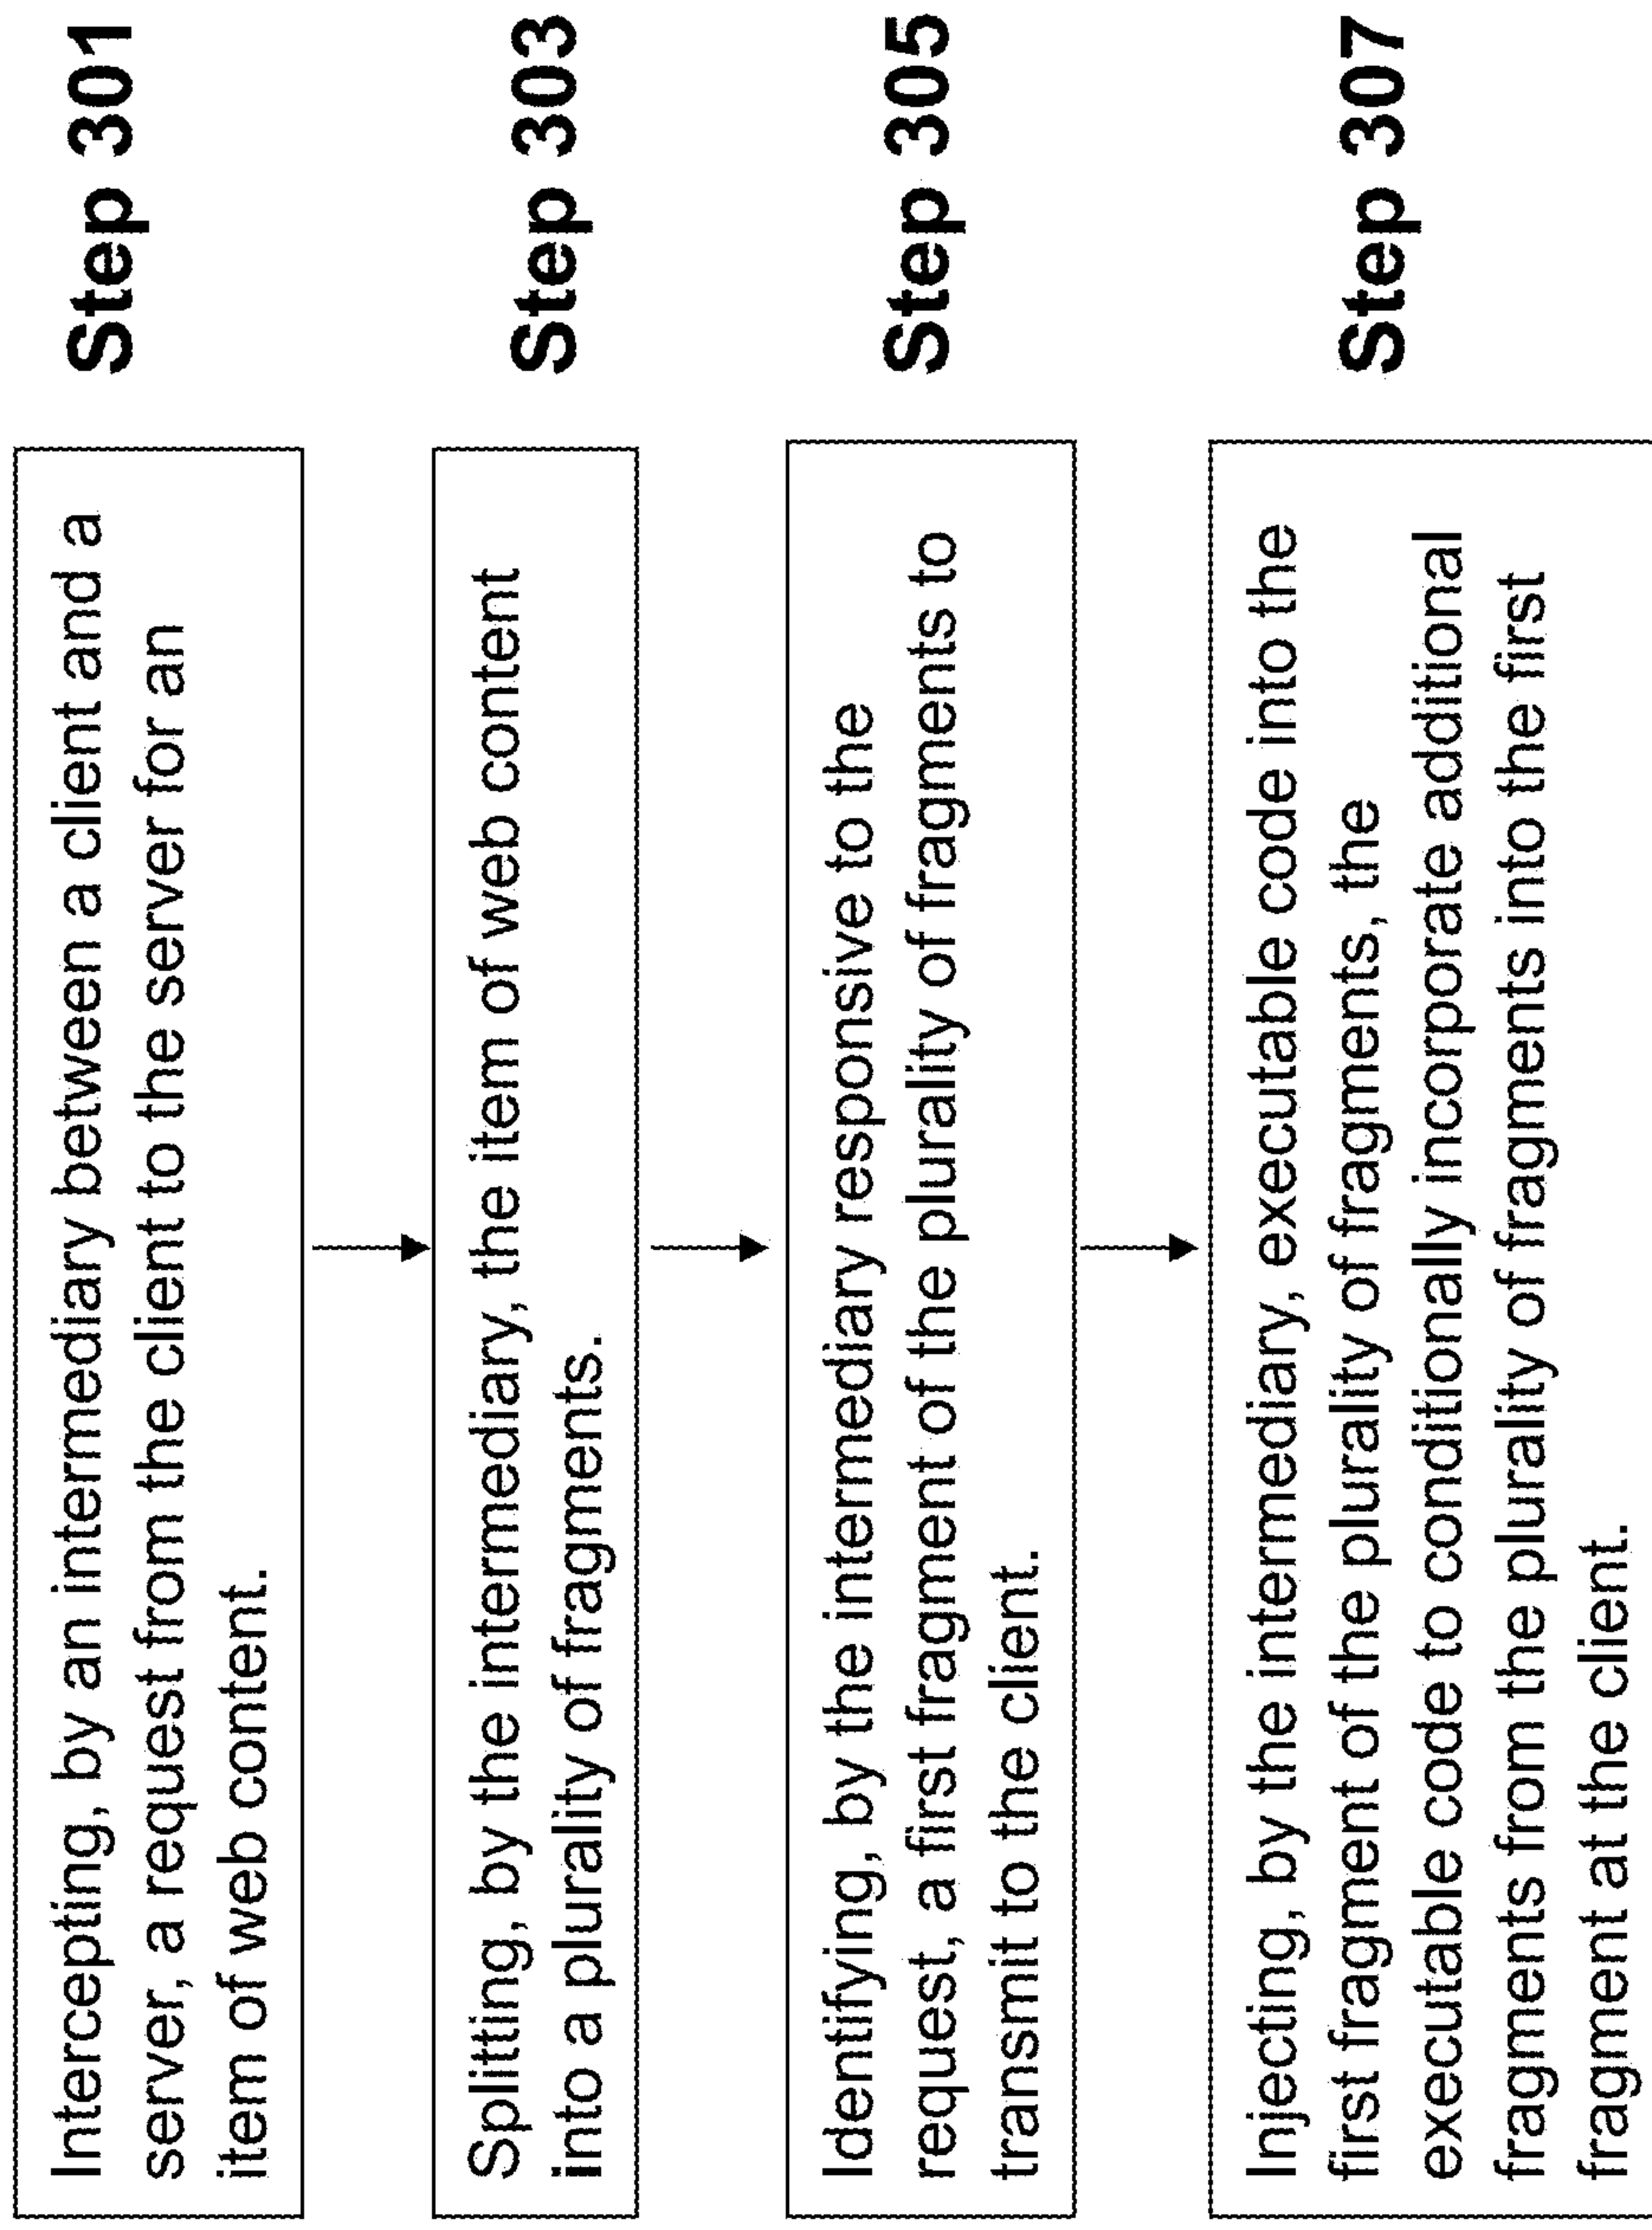 Intercepting, by an intermediary between a client and a
server, a request from the client to the server for an
item of web content.
Step 301
Splitting, by the intermediary, the item of web content
into a plurality of fragments.
Step 303
Identifying, by the intermediary responsive to the
request, a first fragment of the plurality of fragments to
transmit to the client.
Step 305
Injecting, by the intermediary, executable code into the
first fragment of the plurality of fragments, the
executable code to conditionally incorporate additional
fragments from the plurality of fragments into the first
fragment at the client.
Step 307